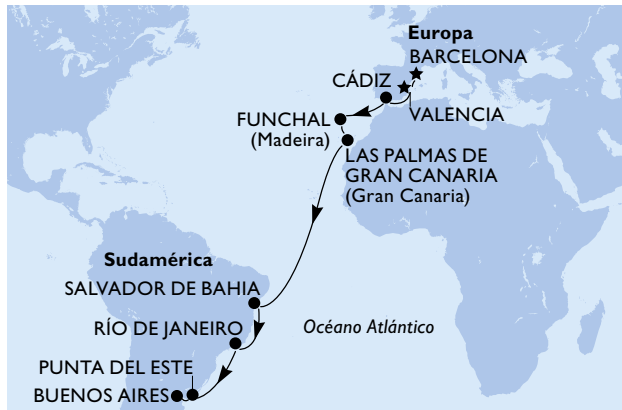 Europa
BARCELONA
CÁDIZ
VALENCIA
FUNCHAL
(Madeira)
LAS PALMAS DE
GRAN CANARIA
(Gran Canaria)
Sudamérica
SALVADOR DE BAHIA
RÍO DE JANEIRO
Océano Atlántico
PUNTA DEL ESTE
BUENOS AIRES